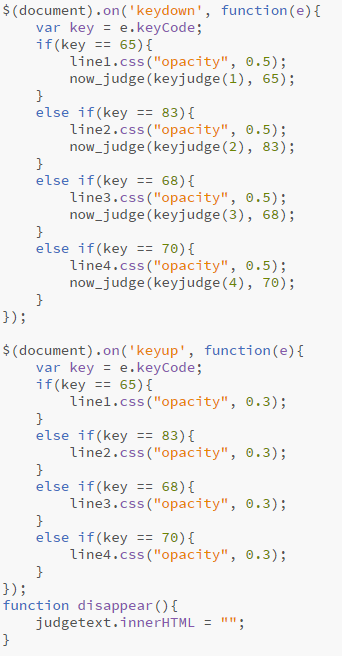 $(document).on('keydown', function(e){
    var key = e.keyCode;
    if(key == 65){
        line1.css("opacity", 0.5);
        now_judge(keyjudge(1), 65);
    }
    else if(key == 83){
        line2.css("opacity", 0.5);
        now_judge(keyjudge(2), 83);
    }
    else if(key == 68){
        line3.css("opacity", 0.5);
        now_judge(keyjudge(3), 68);
    }
    else if(key == 70){
        line4.css("opacity", 0.5);
        now_judge(keyjudge(4), 70);
    }
});

$(document).on('keyup', function(e){
    var key = e.keyCode;
    if(key == 65){
        line1.css("opacity", 0.3);
    }
    else if(key == 83){
        line2.css("opacity", 0.3);
    }
    else if(key == 68){
        line3.css("opacity", 0.3);
    }
    else if(key == 70){
        line4.css("opacity", 0.3);
    }
});
function disappear(){
    judgetext.innerHTML = "";
}